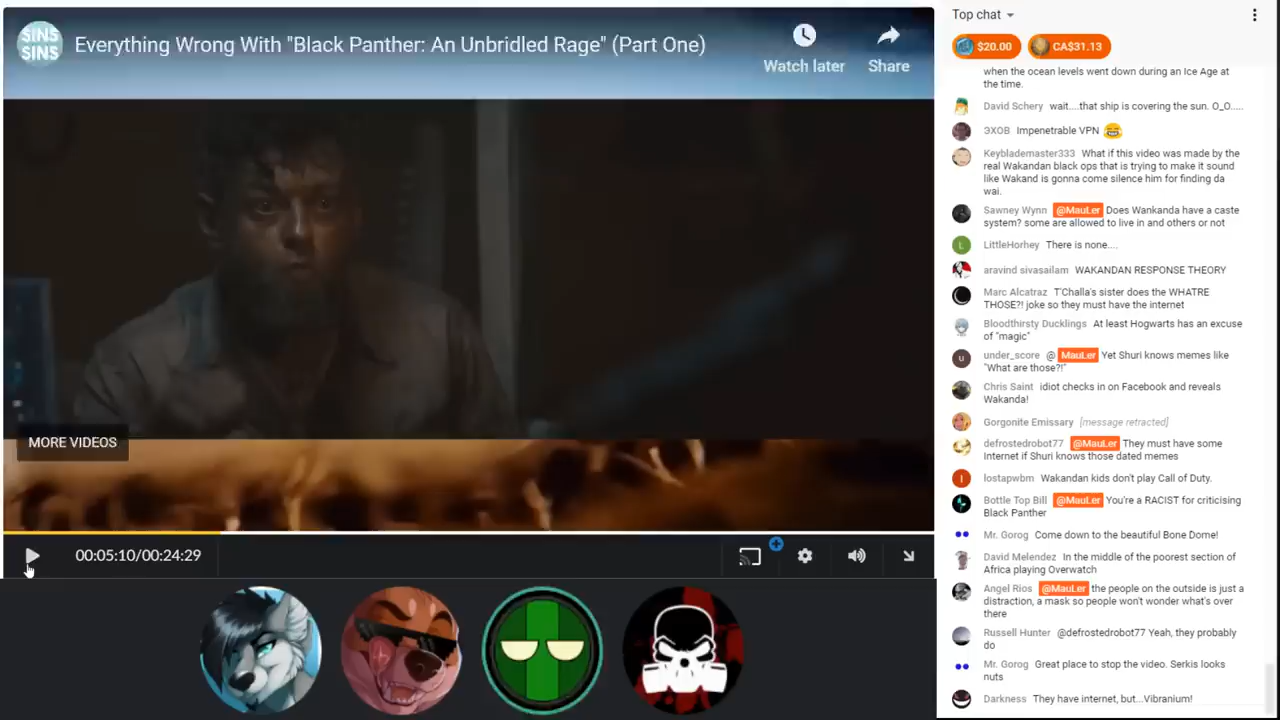 SINS
SINS
Everything Wrong With "Black Panther: An Unbridled Rage" (Part One)
Watch later
Share
MORE VIDEOS
00:05:10/00:24:29
Top chat
$20.00
CA$31.13
when the ocean levels went down during an Ice Age at
the time.
David Schery wait....that ship is covering the sun. O_O.....
ЭХОВ Impenetrable VPN 😂
Keyblademaster333 What if this video was made by the
real Wakandan black ops that is trying to make it sound
like Wakand is gonna come silence him for finding da
wai.
Sawney Wynn @MauLer Does Wankanda have a caste
system? some are allowed to live in and others or not
L
LittleHorhey There is none....
aravind sivasailam WAKANDAN RESPONSE THEORY
Marc Alcatraz T'Challa's sister does the WHATRE
THOSE?! joke so they must have the internet
Bloodthirsty Ducklings At least Hogwarts has an excuse
of "magic"
u
under_score @ MauLer Yet Shuri knows memes like
"What are those?!"
Chris Saint idiot checks in on Facebook and reveals
Wakanda!
Gorgonite Emissary [message retracted]
defrostedrobot77 @MauLer They must have some
Internet if Shuri knows those dated memes
l
lostapwbm Wakandan kids don't play Call of Duty.
Bottle Top Bill @MauLer You're a RACIST for criticising
Black Panther
Mr. Gorog Come down to the beautiful Bone Dome!
David Melendez In the middle of the poorest section of
Africa playing Overwatch
Angel Rios @MauLer the people on the outside is just a
distraction, a mask so people won't wonder what's over
there
Russell Hunter @defrostedrobot77 Yeah, they probably
do
Mr. Gorog Great place to stop the video. Serkis looks
nuts
Darkness They have internet, but...Vibranium!